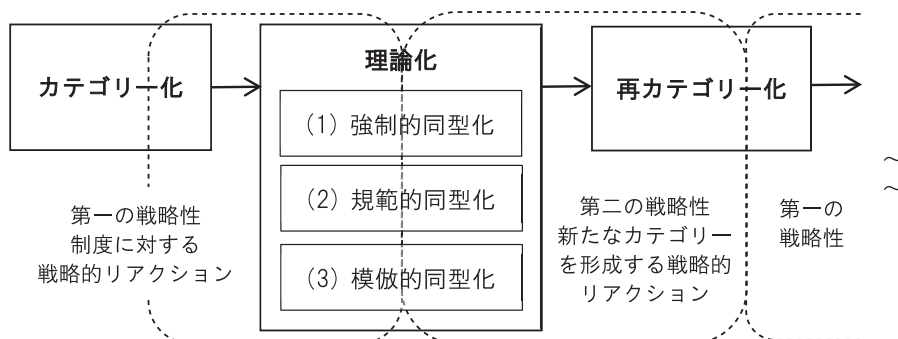 カテゴリー化
理論化
(1) 強制的同型化
(2) 規範的同型化
(3) 模倣的同型化
再カテゴリー化
第一の戦略性
制度に対する
戦略的リアクション
第二の戦略性
新たなカテゴリー
を形成する戦略的
リアクション
第一の
戦略性
〜
〜